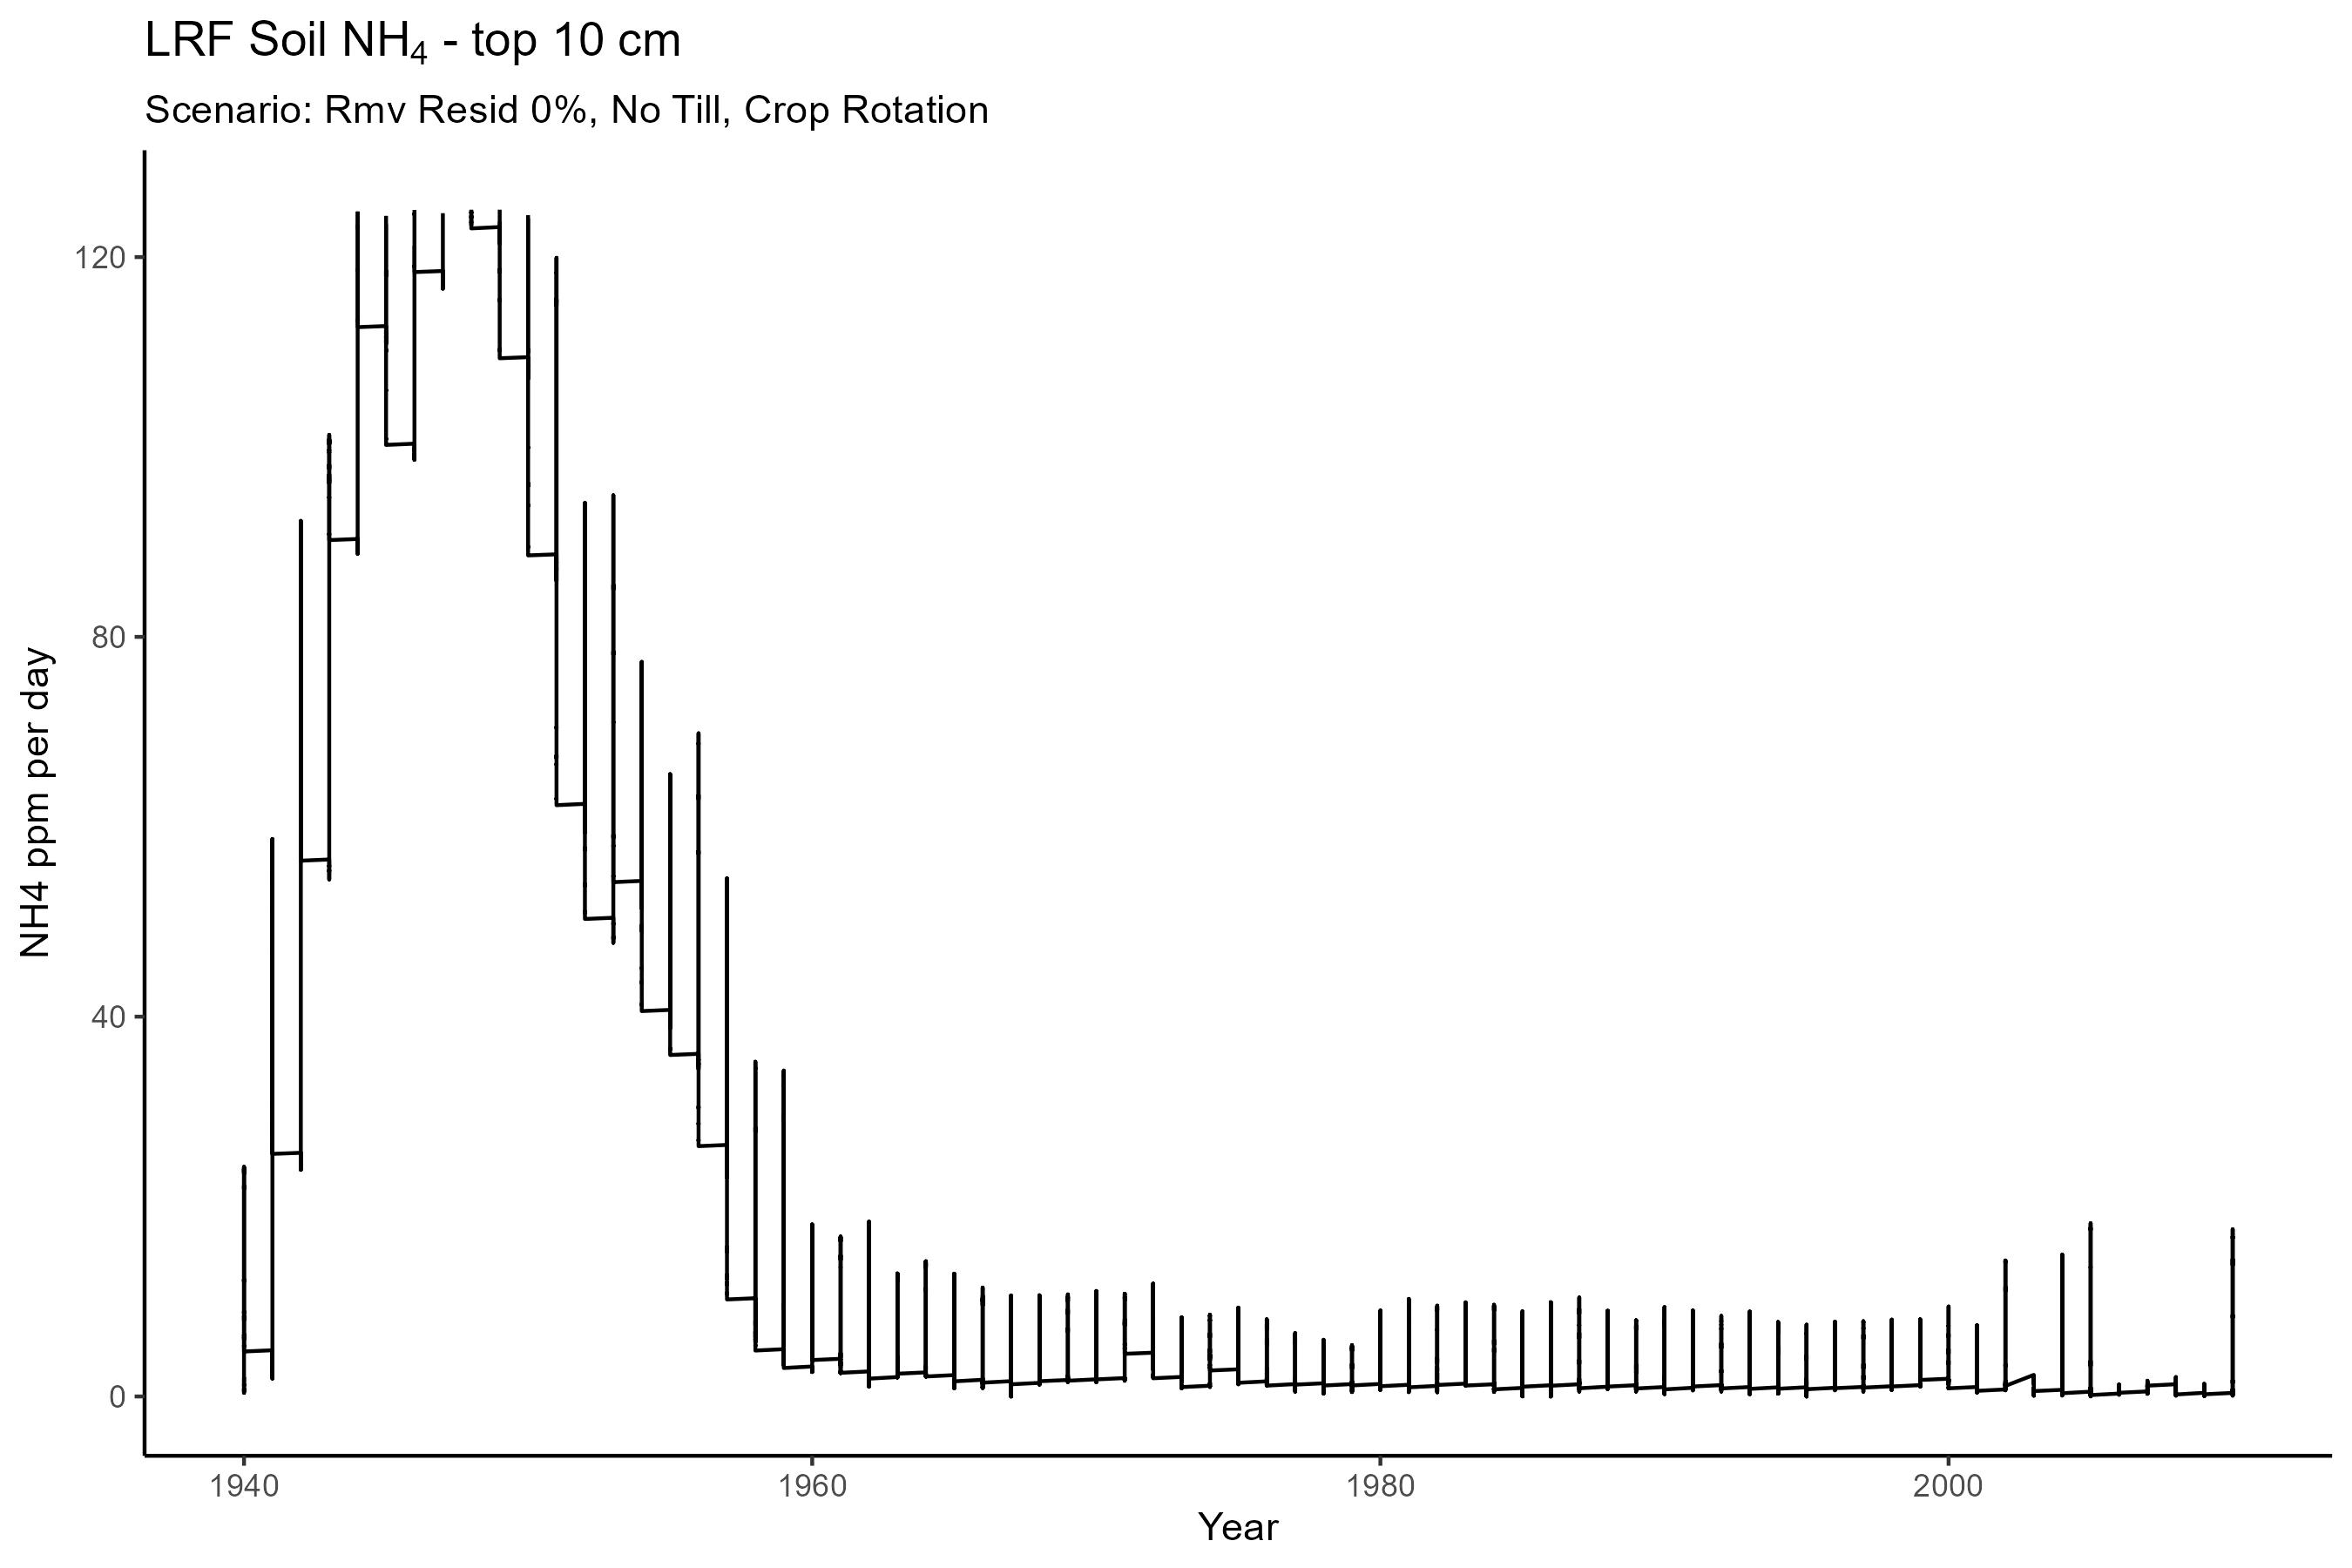 LRF Soil NH₄ - top 10 cm
Scenario: Rmv Resid 0%, No Till, Crop Rotation
NH4 ppm per day
120
80
40
0
1940 1960 1980 2000
Year